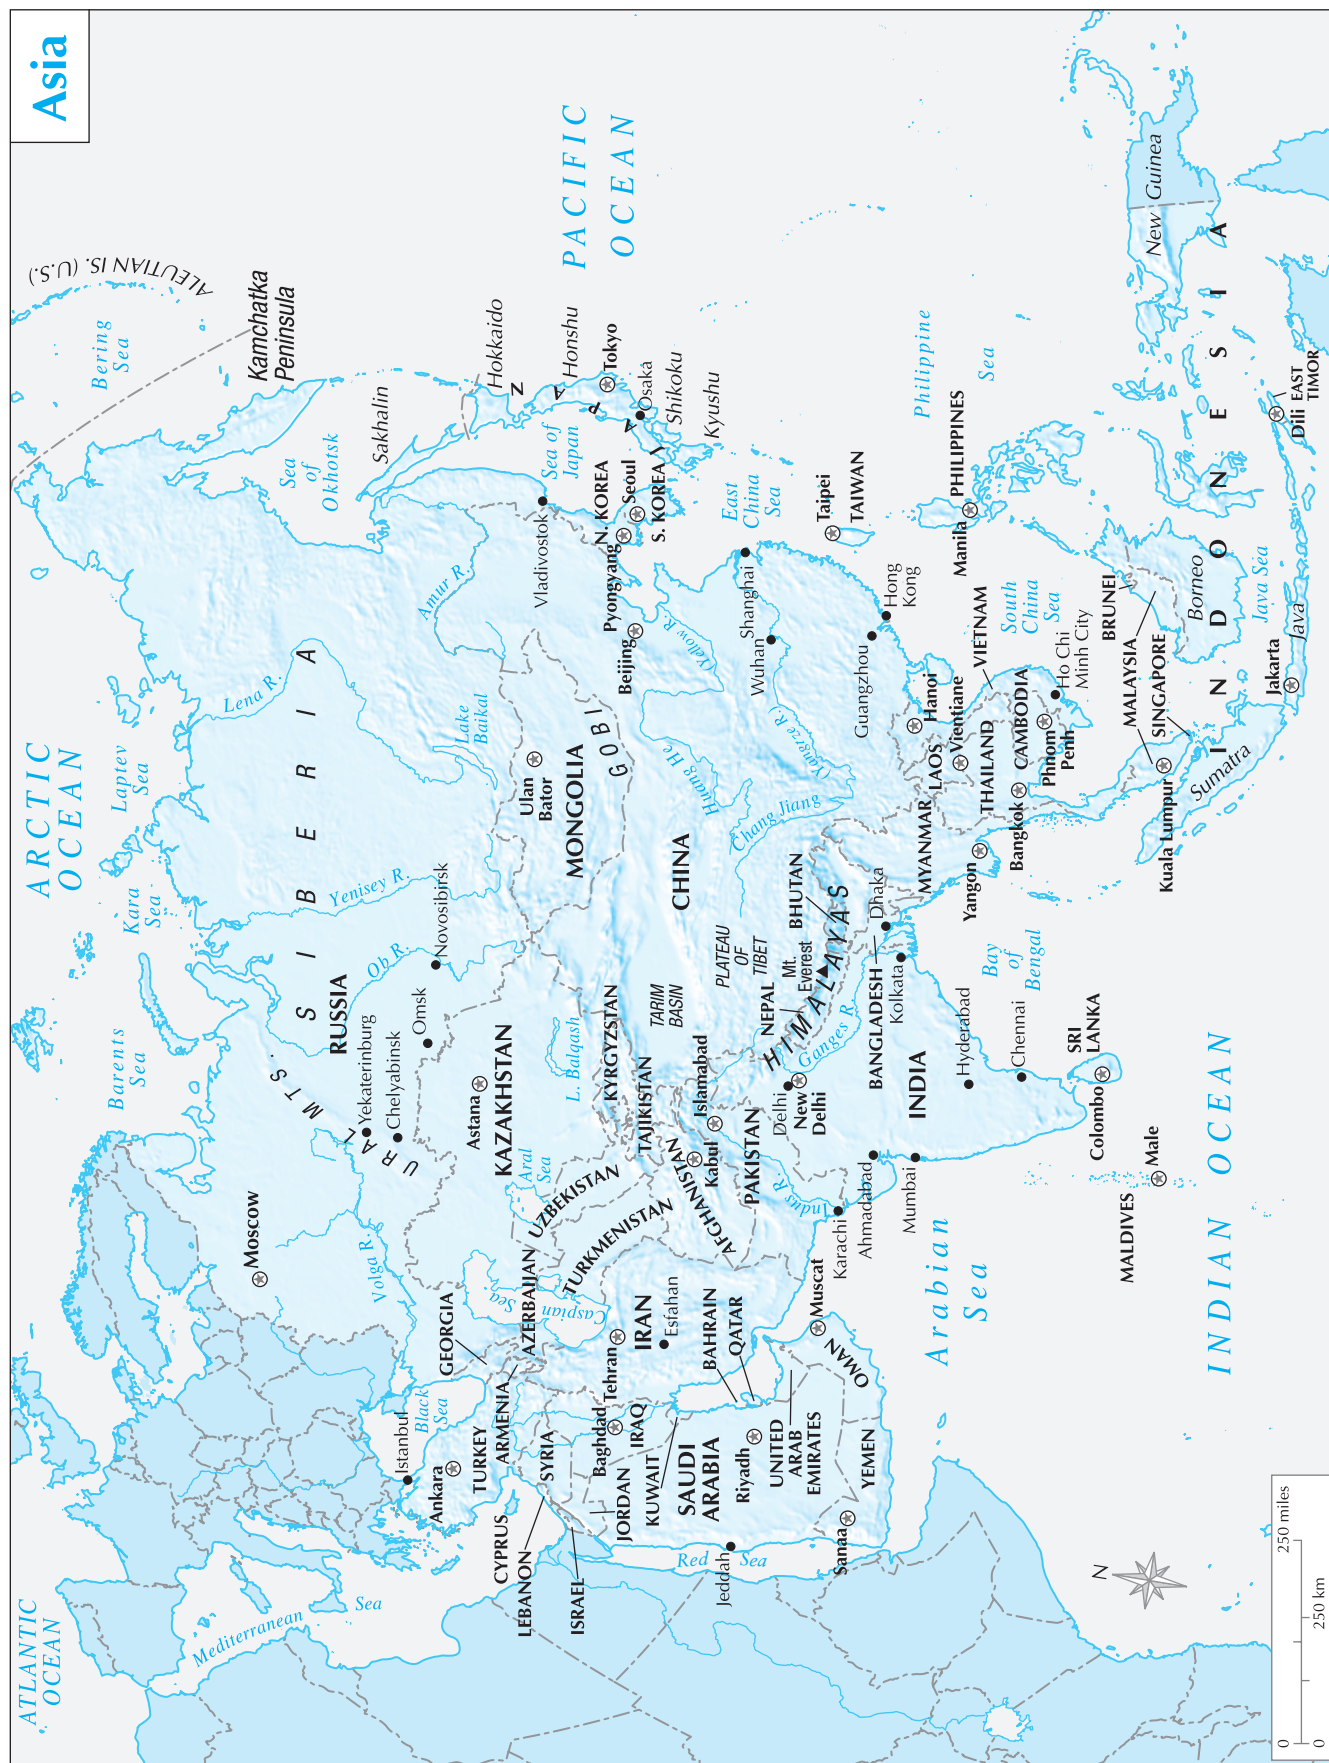 Asia
ARCTIC
OCEAN
ATLANTIC
OCEAN
PACIFIC
OCEAN
INDIAN OCEAN
Barents
Sea
Kara
Sea
Laptev
Sea
Bering
Sea
ALEUTIAN IS. (U.S.)
Kamchatka
Peninsula
Sea
of
Okhotsk
Sakhalin
Hokkaido
Honshu
Shikoku
Kyushu
JAPAN
Tokyo
Osaka
Sea of
Japan
SIBERIA
RUSSIA
URAL MTS.
Moscow
Yekaterinburg
Chelyabinsk
Omsk
Novosibirsk
Vladivostok
Volga R.
Ob R.
Yenisey R.
Lena R.
Amur R.
Lake
Baikal
Mediterranean
Sea
Black
Sea
Istanbul
Ankara
TURKEY
GEORGIA
ARMENIA
AZERBAIJAN
Caspian
Sea
Aral
Sea
L. Balqash
Astana
KAZAKHSTAN
UZBEKISTAN
TURKMENISTAN
KYRGYZSTAN
TAJIKISTAN
AFGHANISTAN
Kabul
Islamabad
PAKISTAN
Indus R.
Karachi
CYPRUS
LEBANON
ISRAEL
SYRIA
JORDAN
IRAQ
Baghdad
Tehran
IRAN
Esfahan
KUWAIT
SAUDI
ARABIA
Riyadh
Jeddah
Red Sea
BAHRAIN
QATAR
UNITED
ARAB
EMIRATES
Muscat
OMAN
YEMEN
Sanaa
Arabian
Sea
Ulan
Bator
MONGOLIA
GOBI
CHINA
TARIM
BASIN
PLATEAU
OF
TIBET
Huang He
(Yellow R.)
Chang Jiang
(Yangtze R.)
Beijing
Pyongyang
N. KOREA
Seoul
S. KOREA
Shanghai
Wuhan
Guangzhou
Hong
Kong
East
China
Sea
Taipei
TAIWAN
HIMALAYAS
Mt.
Everest
NEPAL
BHUTAN
Delhi
New
Delhi
Ganges R.
BANGLADESH
Dhaka
Kolkata
INDIA
Ahmadabad
Mumbai
Hyderabad
Chennai
Bay
of
Bengal
SRI
LANKA
Colombo
MALDIVES
Male
MYANMAR
Yangon
LAOS
Vientiane
Hanoi
VIETNAM
THAILAND
Bangkok
CAMBODIA
Phnom
Penh
Ho Chi
Minh City
South
China
Sea
Philippine
Sea
PHILIPPINES
Manila
BRUNEI
MALAYSIA
SINGAPORE
Kuala Lumpur
Sumatra
Borneo
Java Sea
Java
Jakarta
INDONESIA
Dili
EAST
TIMOR
New Guinea
N
0 250 miles
0 250 km